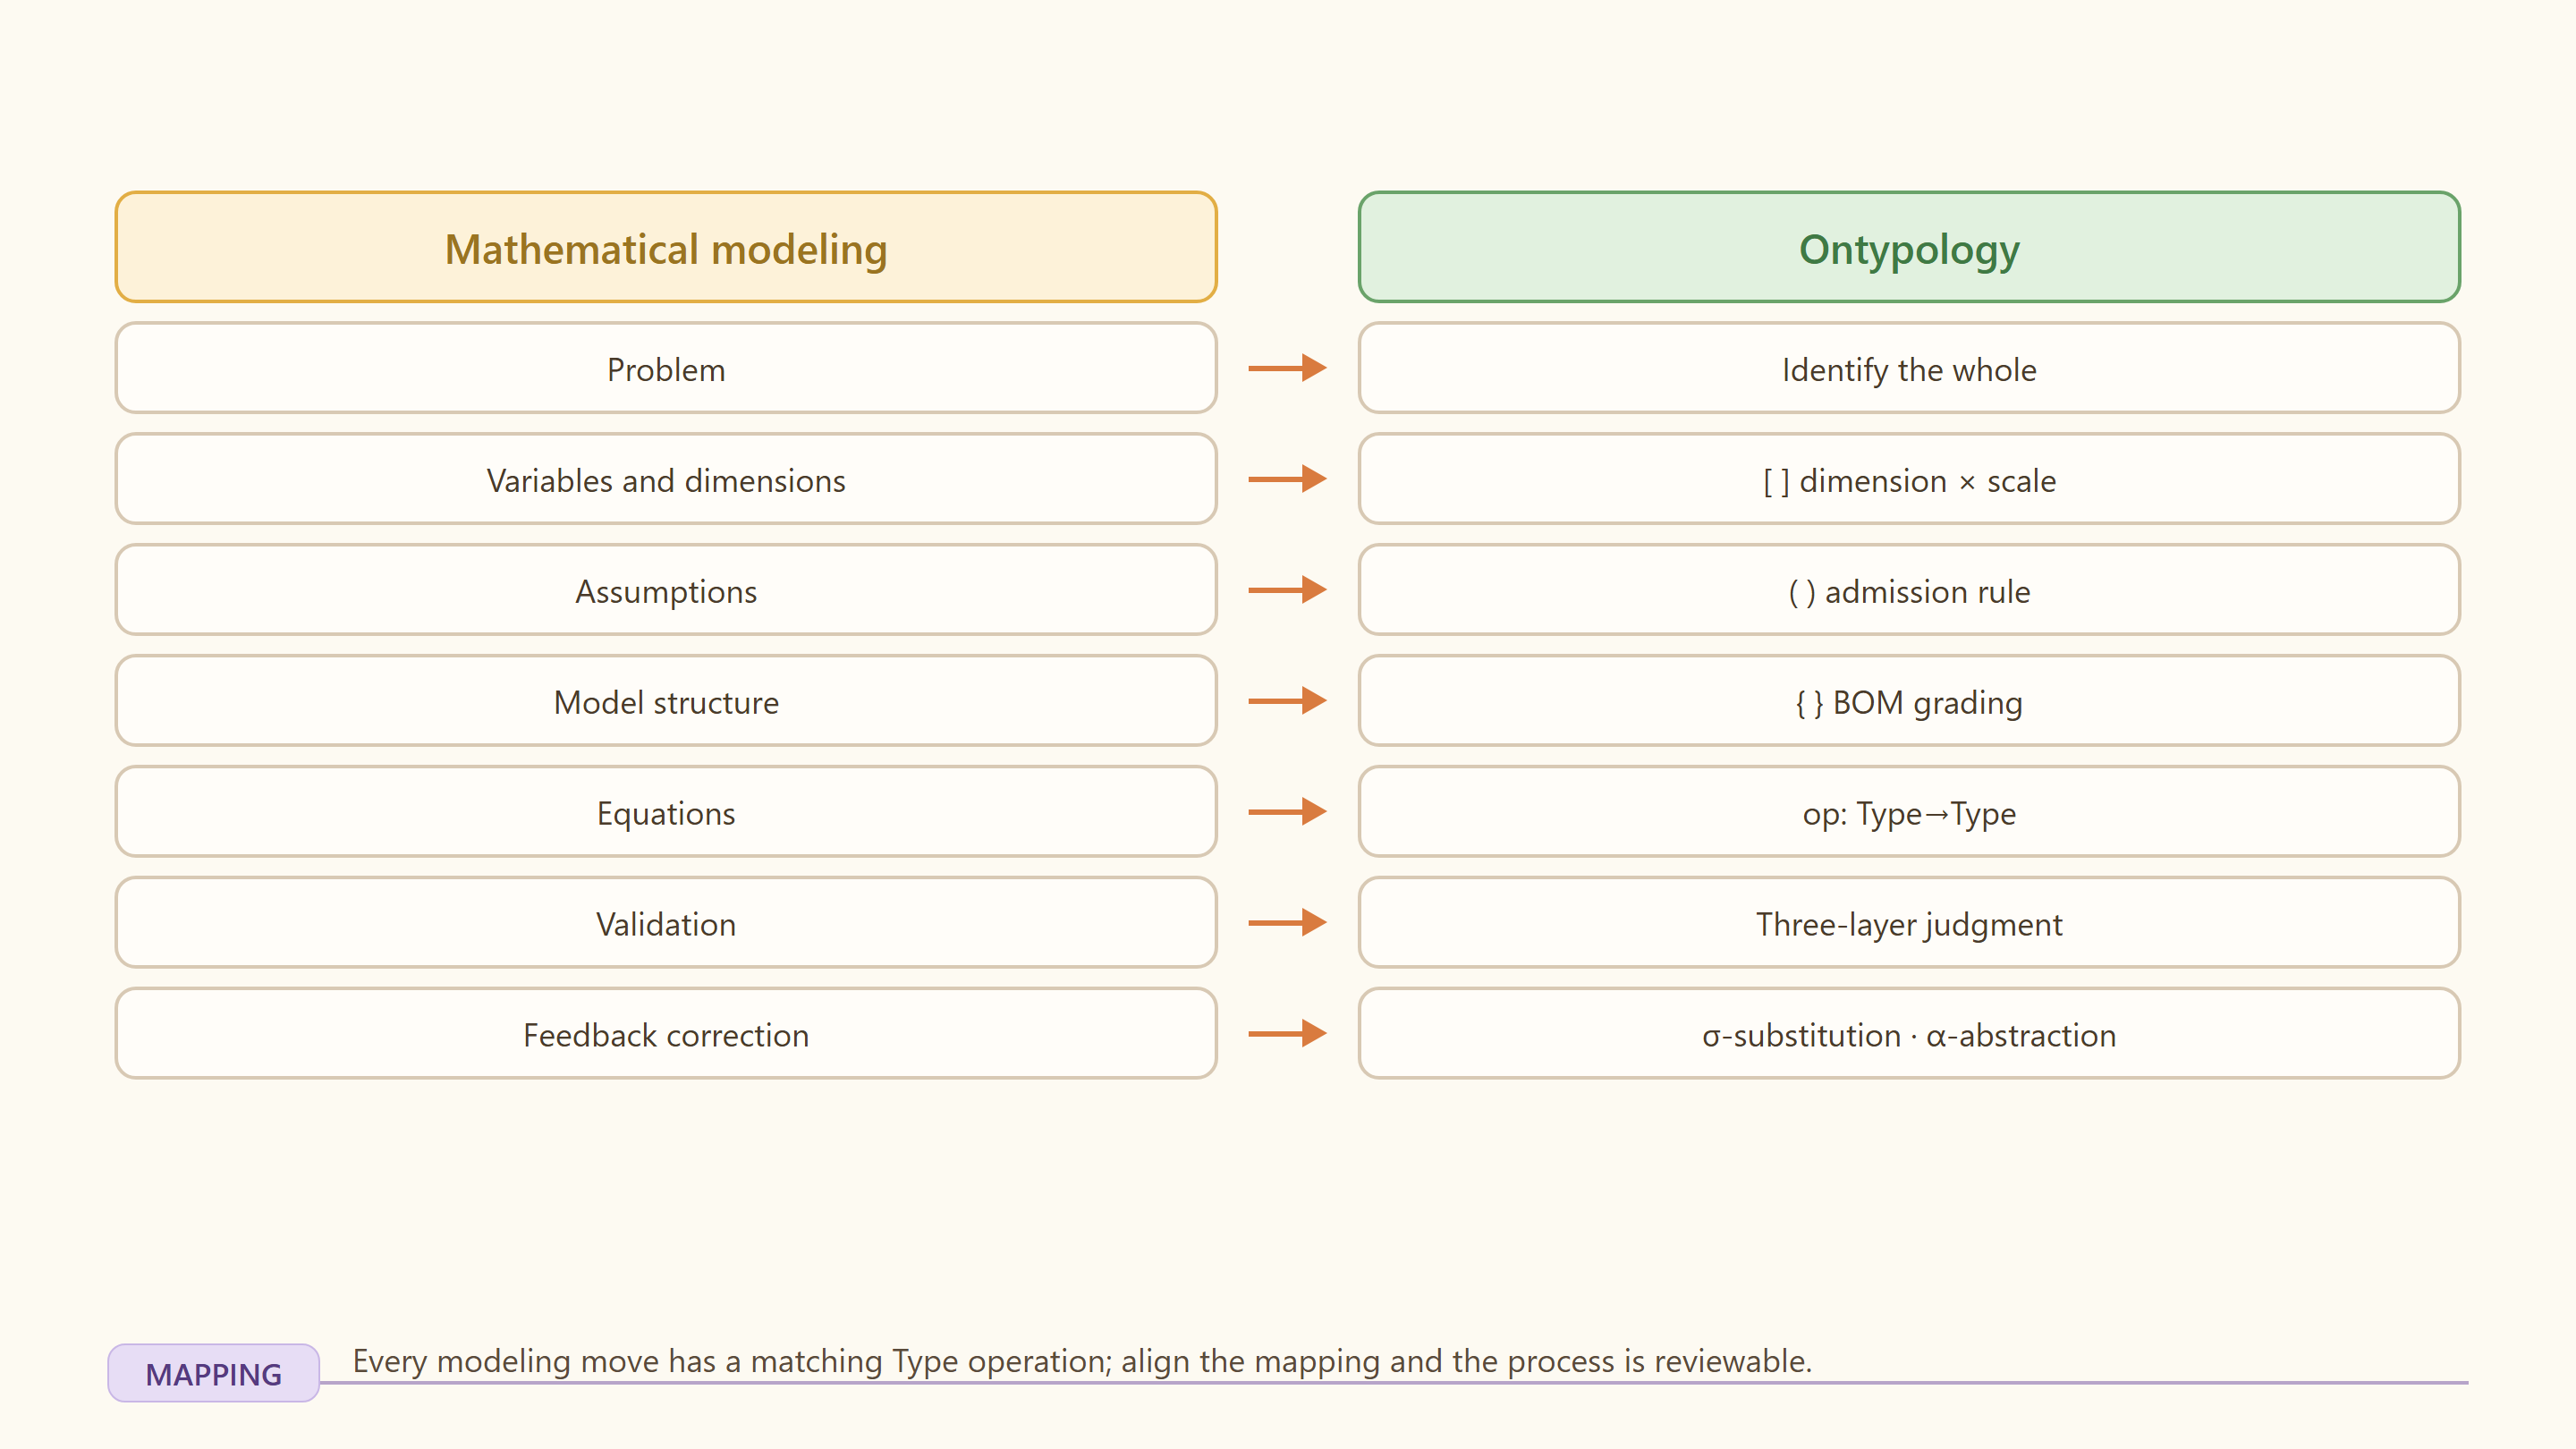 Mathematical modeling
Ontypology
Problem
Identify the whole
Variables and dimensions
[ ] dimension × scale
Assumptions
( ) admission rule
Model structure
{ } BOM grading
Equations
op: Type→Type
Validation
Three-layer judgment
Feedback correction
σ-substitution · α-abstraction
MAPPING
Every modeling move has a matching Type operation; align the mapping and the process is reviewable.